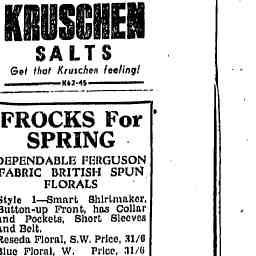 KRUSCHEN
SALTS
Get that Kruschen feeling!
K62-45
FROCKS For
SPRING
DEPENDABLE FERGUSON
FABRIC BRITISH SPUN
FLORALS
Style 1—Smart Shirtmaker,
Button-up Front, has Collar
and Pockets, Short Sleeves
and Belt.
Reseda Floral, S.W. Price, 31/6
Blue Floral, W. Price, 31/6